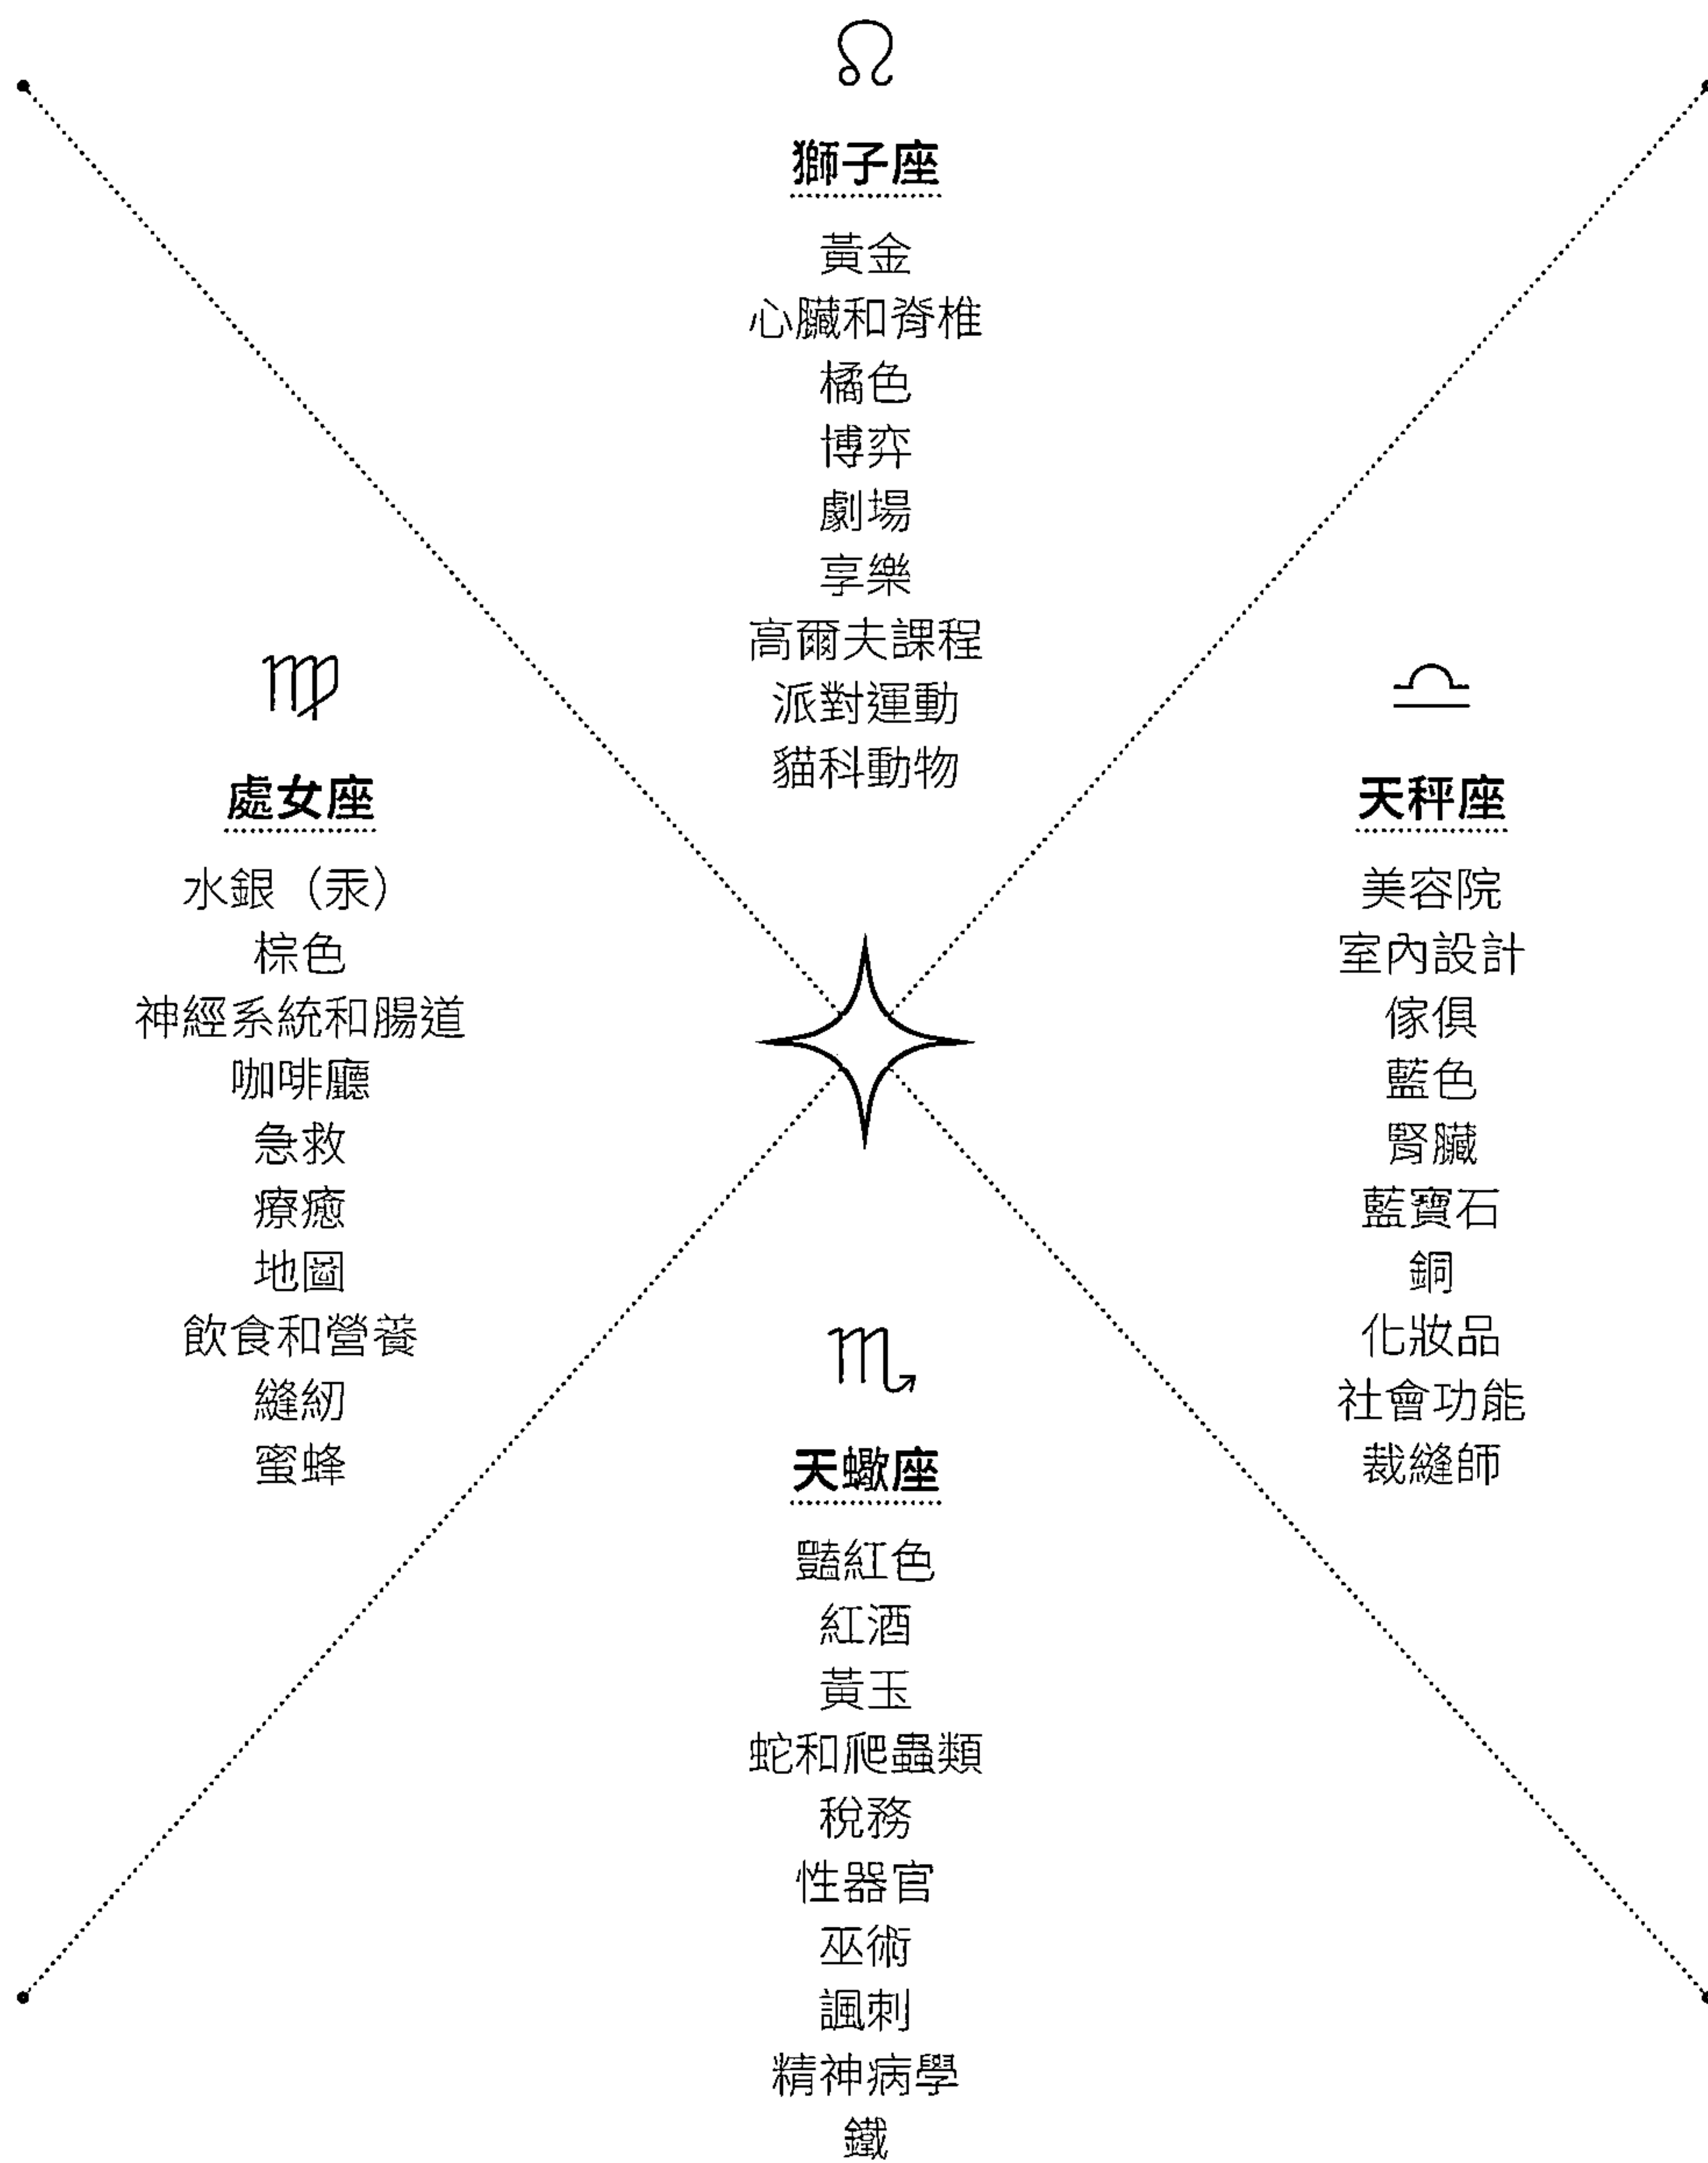 ♌
獅子座
黃金
心臟和脊椎
橘色
博弈
劇場
享樂
高爾夫課程
派對運動
貓科動物
♍
處女座
水銀（汞）
棕色
神經系統和腸道
咖啡廳
急救
療癒
地圖
飲食和營養
縫紉
蜜蜂
♎
天秤座
美容院
室內設計
傢俱
藍色
腎臟
藍寶石
銅
化妝品
社會功能
裁縫師
♏
天蠍座
豔紅色
紅酒
黃玉
蛇和爬蟲類
稅務
性器官
巫術
諷刺
精神病學
鐵